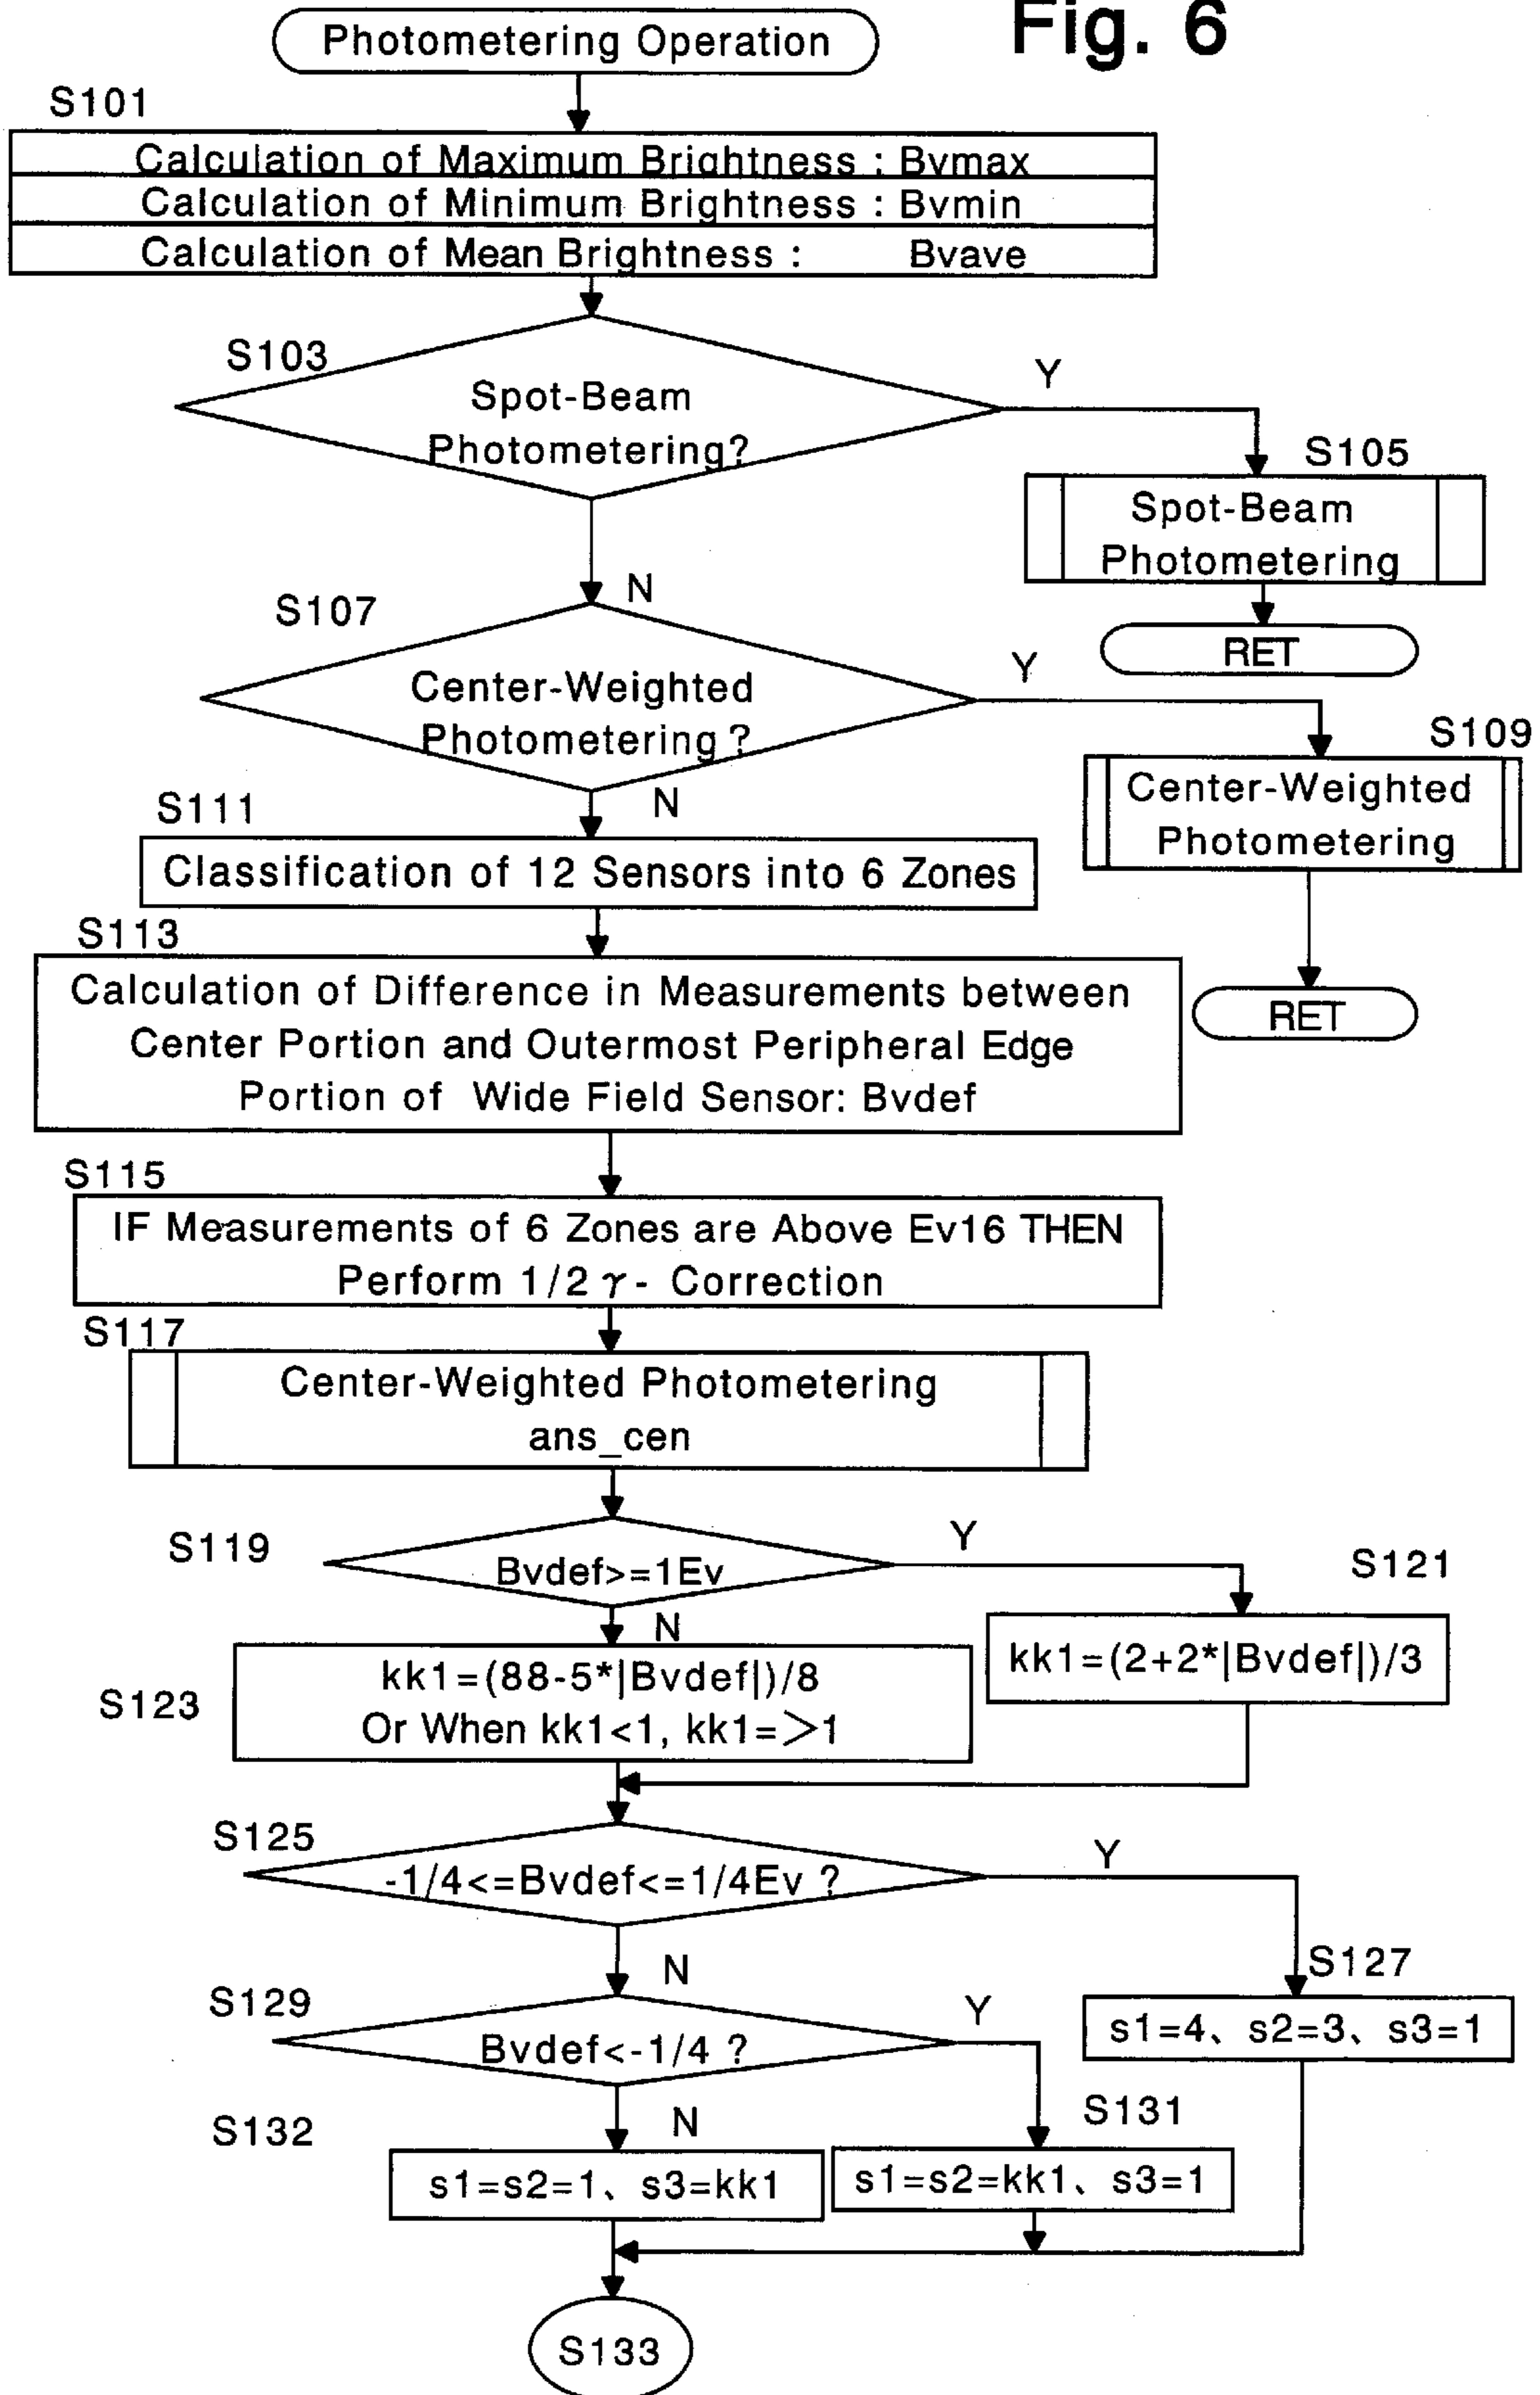 Fig. 6
Photometering Operation
S101
Calculation of Maximum Brightness : Bvmax
Calculation of Minimum Brightness : Bvmin
Calculation of Mean Brightness : Bvave
S103
Spot-Beam
Photometering?
Y
S105
Spot-Beam
Photometering
RET
N
S107
Center-Weighted
Photometering ?
Y
S109
Center-Weighted
Photometering
RET
N
S111
Classification of 12 Sensors into 6 Zones
S113
Calculation of Difference in Measurements between
Center Portion and Outermost Peripheral Edge
Portion of Wide Field Sensor: Bvdef
S115
IF Measurements of 6 Zones are Above Ev16 THEN
Perform 1/2 γ- Correction
S117
Center-Weighted Photometering
ans_cen
S119
Bvdef>=1Ev
Y
S121
kk1=(2+2*|Bvdef|)/3
N
S123
kk1=(88-5*|Bvdef|)/8
Or When kk1<1, kk1=>1
S125
-1/4<=Bvdef<=1/4Ev ?
Y
S127
s1=4、s2=3、s3=1
N
S129
Bvdef<-1/4 ?
Y
S131
s1=s2=kk1、s3=1
N
S132
s1=s2=1、s3=kk1
S133